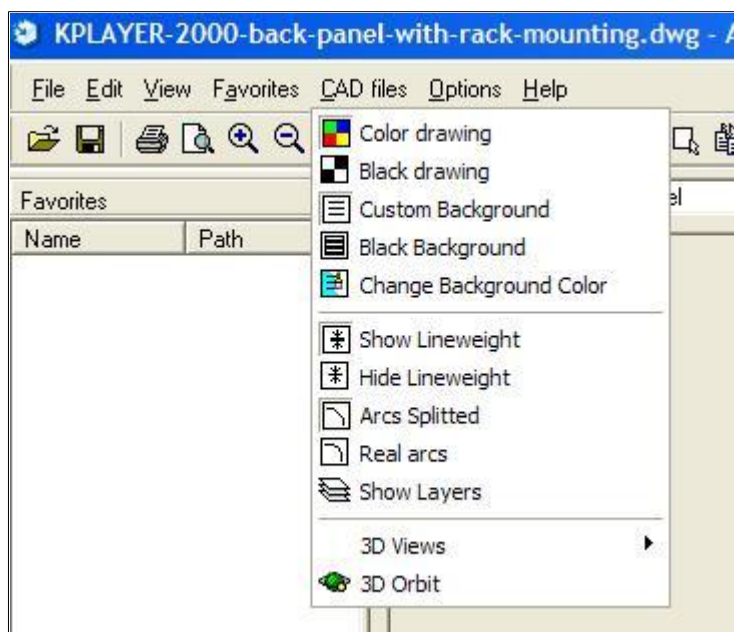 KPLAYER-2000-back-panel-with-rack-mounting.dwg - A
File Edit View Favorites CAD files Options Help
Color drawing
Black drawing
Custom Background
Black Background
Change Background Color
Show Lineweight
Hide Lineweight
Arcs Splitted
Real arcs
Show Layers
3D Views
3D Orbit
Favorites
Name Path
el